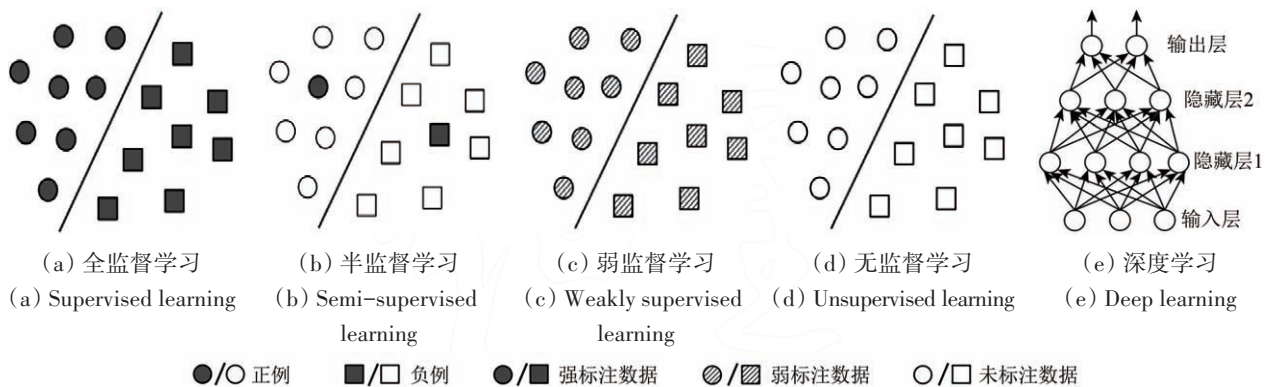 输出层
隐藏层2
隐藏层1
输入层
(a) 全监督学习 (b) 半监督学习 (c) 弱监督学习 (d) 无监督学习 (e) 深度学习
(a) Supervised learning (b) Semi-supervised learning (c) Weakly supervised learning (d) Unsupervised learning (e) Deep learning
●/○ 正例 ■/□ 负例 ●/■ 强标注数据 / 弱标注数据 ○/□ 未标注数据